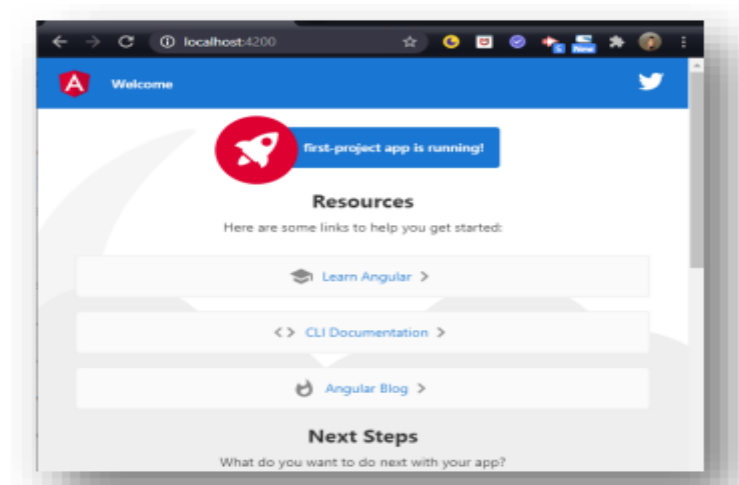 localhost:4200
New
Welcome
first-project app is running!
Resources
Here are some links to help you get started:
Learn Angular
CLI Documentation
Angular Blog
Next Steps
What do you want to do next with your app?